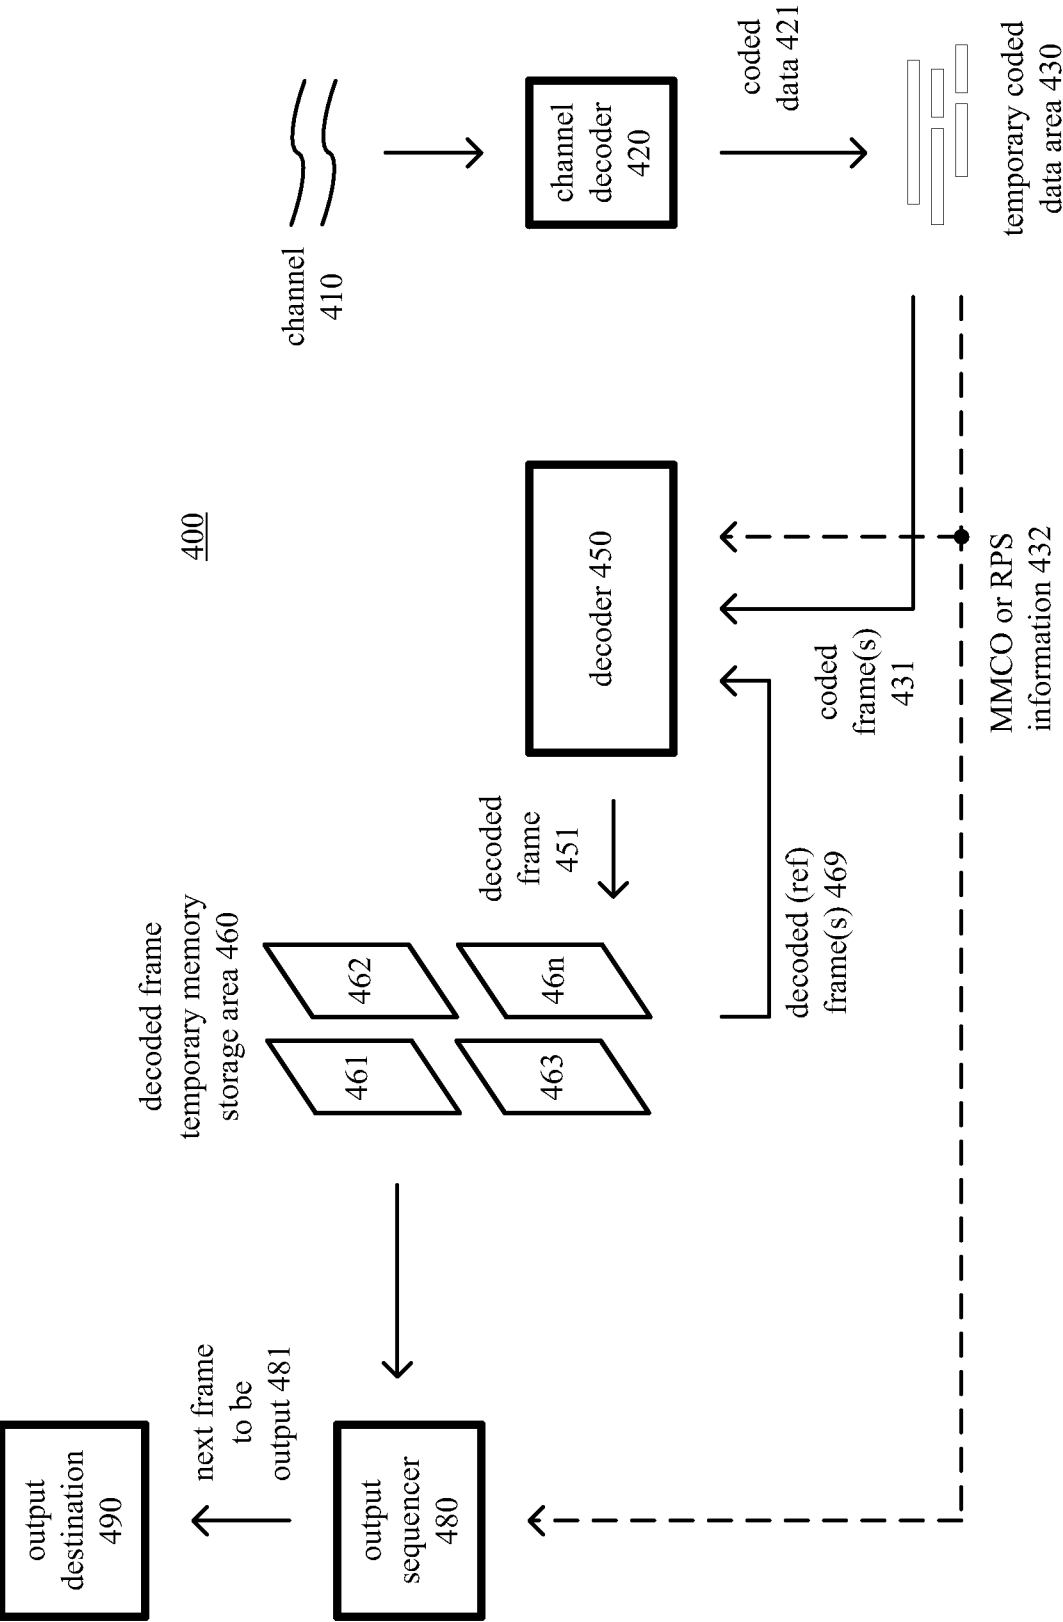 400
channel
410
channel
decoder
420
coded
data 421
temporary coded
data area 430
coded
frame(s)
431
MMCO or RPS
information 432
decoder 450
decoded
frame
451
decoded frame
temporary memory
storage area 460
461
462
463
46n
decoded (ref)
frame(s) 469
output
sequencer
480
next frame
to be
output 481
output
destination
490